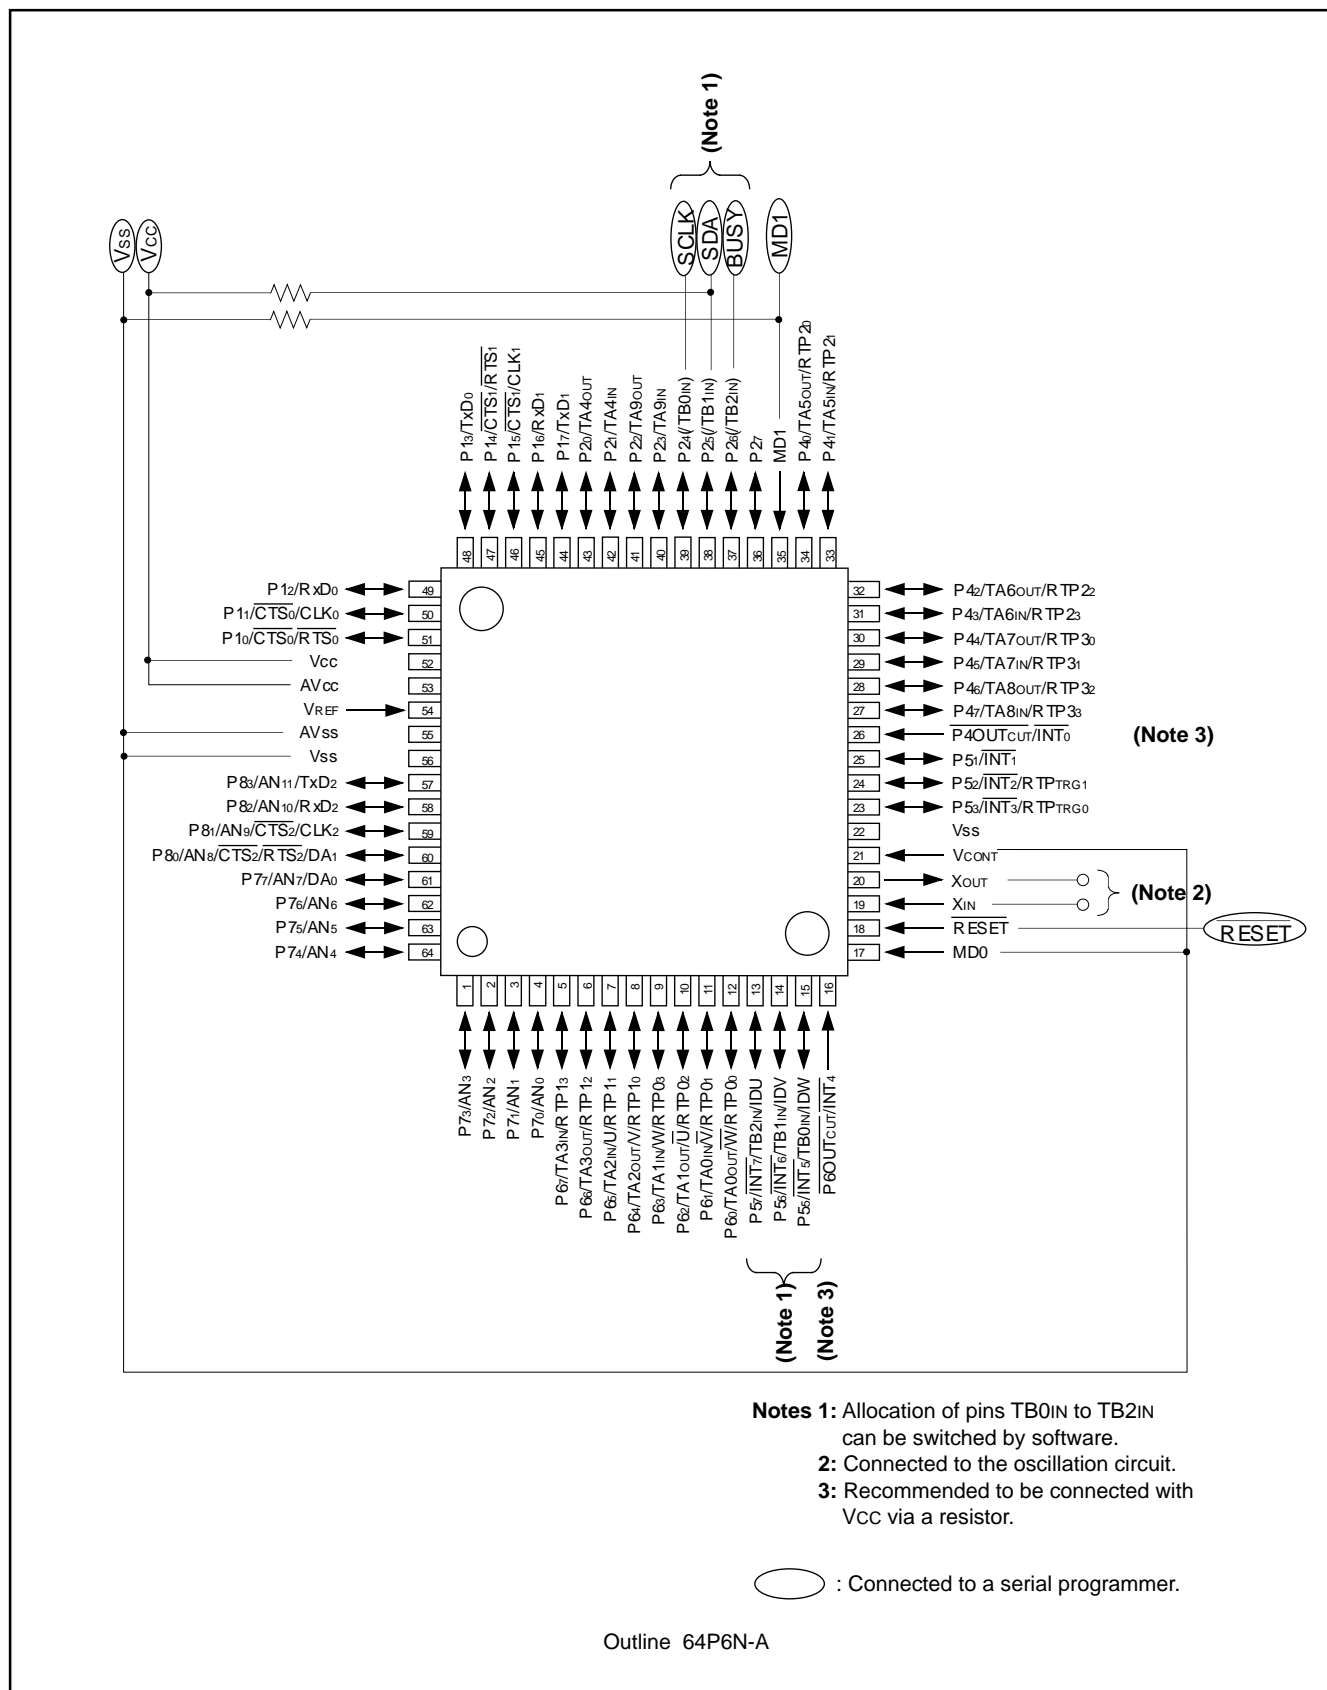 (Note 1)
VSS
VCC
SCLK
SDA
BUSY
MD1
P13/TxD0
P14/CTS1/RTS1
P15/CTS1/CLK1
P16/RxD1
P17/TxD1
P20/TA4OUT
P21/TA4IN
P22/TA9OUT
P23/TA9IN
P24(/TB0IN)
P25(/TB1IN)
P26(/TB2IN)
P27
MD1
P40/TA5OUT/RTP20
P41/TA5IN/RTP21
48 47 46 45 44 43 42 41 40 39 38 37 36 35 34 33
P12/RxD0 49
P11/CTS0/CLK0 50
P10/CTS0/RTS0 51
Vcc 52
AVcc 53
VREF 54
AVss 55
Vss 56
P83/AN11/TxD2 57
P82/AN10/RxD2 58
P81/AN9/CTS2/CLK2 59
P80/AN8/CTS2/RTS2/DA1 60
P77/AN7/DA0 61
P76/AN6 62
P75/AN5 63
P74/AN4 64
32 P42/TA6OUT/RTP22
31 P43/TA6IN/RTP23
30 P44/TA7OUT/RTP30
29 P45/TA7IN/RTP31
28 P46/TA8OUT/RTP32
27 P47/TA8IN/RTP33
26 P4OUTCUT/INT0 (Note 3)
25 P51/INT1
24 P52/INT2/RTPTRG1
23 P53/INT3/RTPTRG0
22 Vss
21 VCONT
20 XOUT
19 XIN
(Note 2)
18 RESET RESET
17 MD0
1 2 3 4 5 6 7 8 9 10 11 12 13 14 15 16
P73/AN3
P72/AN2
P71/AN1
P70/AN0
P67/TA3IN/RTP13
P66/TA3OUT/RTP12
P65/TA2IN/U/RTP11
P64/TA2OUT/V/RTP10
P63/TA1IN/W/RTP03
P62/TA1OUT/U/RTP02
P61/TA0IN/V/RTP01
P60/TA0OUT/W/RTP00
P57/INT7/TB2IN/IDU
P56/INT6/TB1IN/IDV
P55/INT5/TB0IN/IDW
P6OUTCUT/INT4
(Note 1)
(Note 3)
Notes 1: Allocation of pins TB0IN to TB2IN
can be switched by software.
2: Connected to the oscillation circuit.
3: Recommended to be connected with
VCC via a resistor.
: Connected to a serial programmer.
Outline 64P6N-A